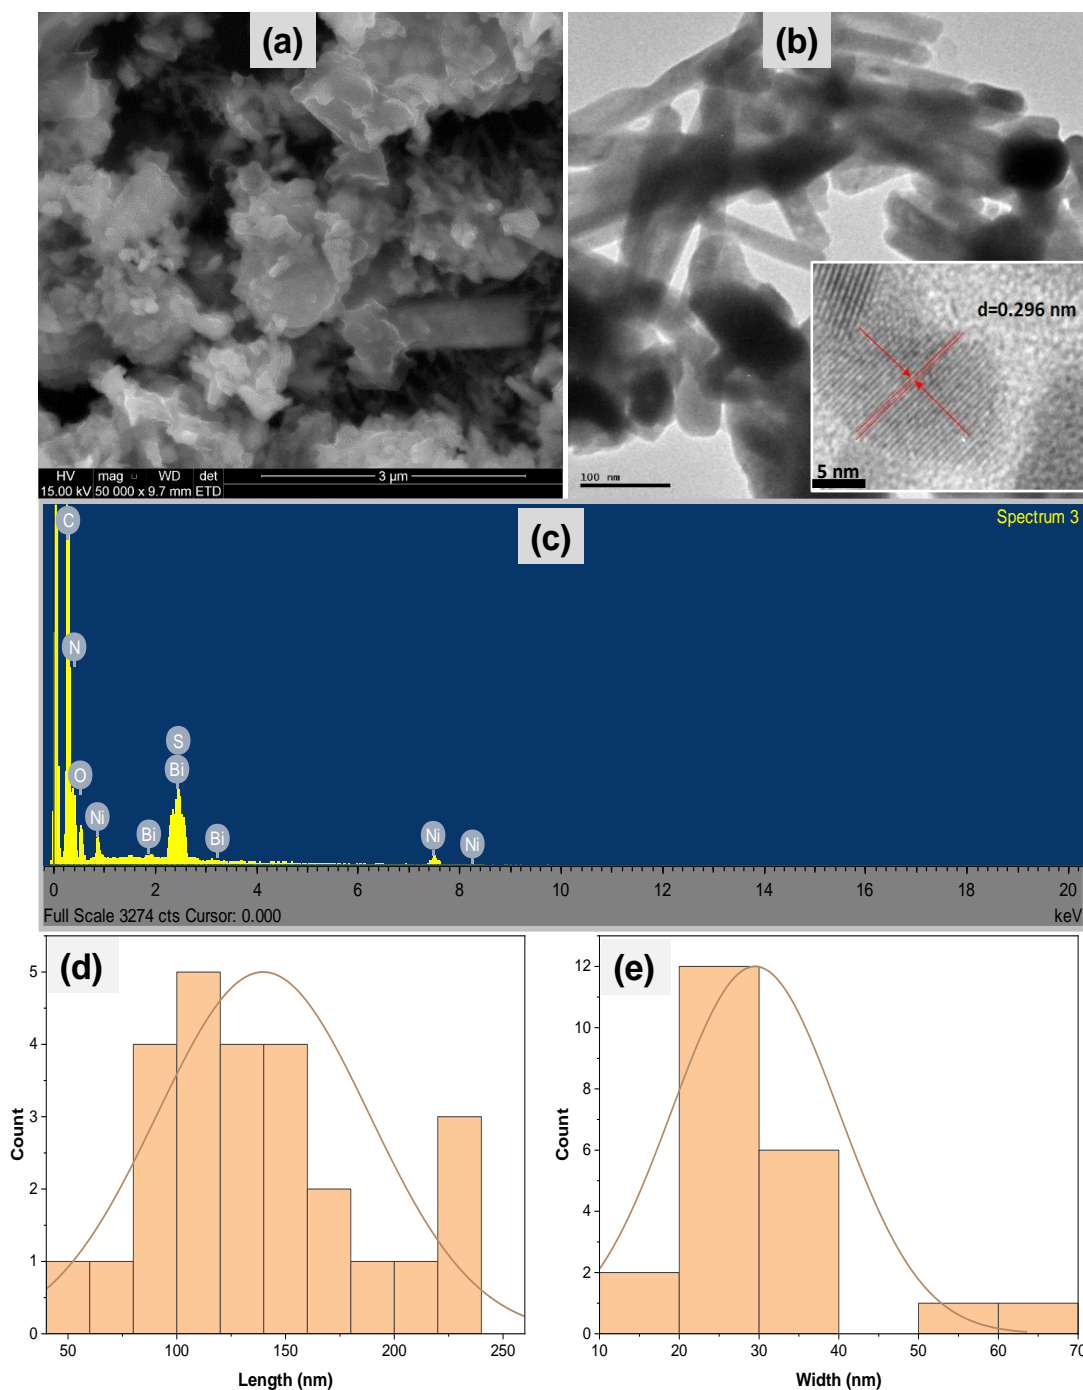 (a)
HV mag □ WD det
15.00 kV 50 000 x 9.7 mm ETD
3 µm
(b)
d=0.296 nm
5 nm
100 nm
(c)
Spectrum 3
C
N
O
Ni
Bi
S
Bi
Bi
Ni
Ni
0 2 4 6 8 10 12 14 16 18 20
Full Scale 3274 cts Cursor: 0.000
keV
(d)
Count
5
4
3
2
1
0
50 100 150 200 250
Length (nm)
(e)
Count
12
10
8
6
4
2
0
10 20 30 40 50 60 70
Width (nm)